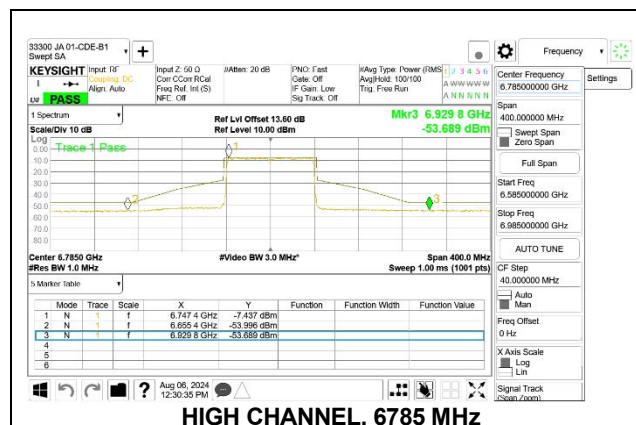 33300 JA 01-CDE-B1
Swept SA
Frequency
KEYSIGHT
Input: RF
Coupling: DC
Align: Auto
Input Z: 50 Ω
Corr CCorr RCal
Freq Ref: Int (S)
NFE: Off
#Atten: 20 dB
PNO: Fast
Gate: Off
IF Gain: Low
Sig Track: Off
#Avg Type: Power (RMS
Avg|Hold: 100/100
Trig: Free Run
1 2 3 4 5 6
A W W W W W
A N N N N N
PASS
1 Spectrum
Scale/Div 10 dB
Ref Lvl Offset 13.60 dB
Ref Level 10.00 dBm
Mkr3 6.929 8 GHz
-53.689 dBm
Log
Trace 1 Pass
0.00
10.0
20.0
30.0
40.0
50.0
60.0
70.0
80.0
1
2
3
Center 6.7850 GHz
#Res BW 1.0 MHz
#Video BW 3.0 MHz*
Span 400.0 MHz
Sweep 1.00 ms (1001 pts)
5 Marker Table
Mode Trace Scale X Y Function Function Width Function Value
1 N 1 f 6.747 4 GHz -7.437 dBm
2 N 1 f 6.655 4 GHz -53.996 dBm
3 N 1 f 6.929 8 GHz -53.689 dBm
4
5
6
Aug 06, 2024
12:30:35 PM
Center Frequency
6.785000000 GHz
Settings
Span
400.000000 MHz
Swept Span
Zero Span
Full Span
Start Freq
6.585000000 GHz
Stop Freq
6.985000000 GHz
AUTO TUNE
CF Step
40.000000 MHz
Auto
Man
Freq Offset
0 Hz
X Axis Scale
Log
Lin
Signal Track
(Span Zoom)
HIGH CHANNEL, 6785 MHz